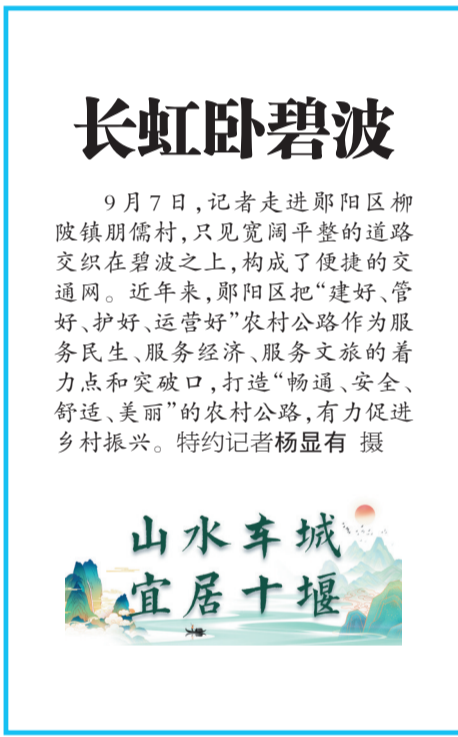 长虹卧碧波
9月7日,记者走进郧阳区柳
陂镇朋儒村,只见宽阔平整的道路
交织在碧波之上,构成了便捷的交
通网。近年来,郧阳区把“建好、管
好、护好、运营好”农村公路作为服
务民生、服务经济、服务文旅的着
力点和突破口,打造“畅通、安全、
舒适、美丽”的农村公路,有力促进
乡村振兴。特约记者杨显有 摄
山水车城
宜居十堰